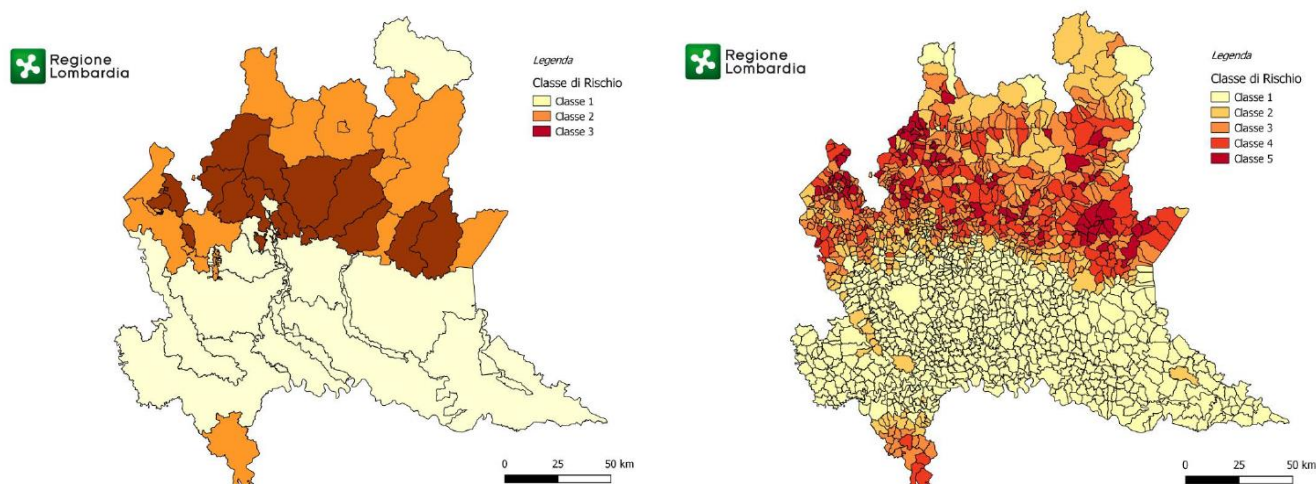 Regione
Lombardia
Legenda
Classe di Rischio
Classe 1
Classe 2
Classe 3
0 25 50 km
Regione
Lombardia
Legenda
Classe di Rischio
Classe 1
Classe 2
Classe 3
Classe 4
Classe 5
0 25 50 km